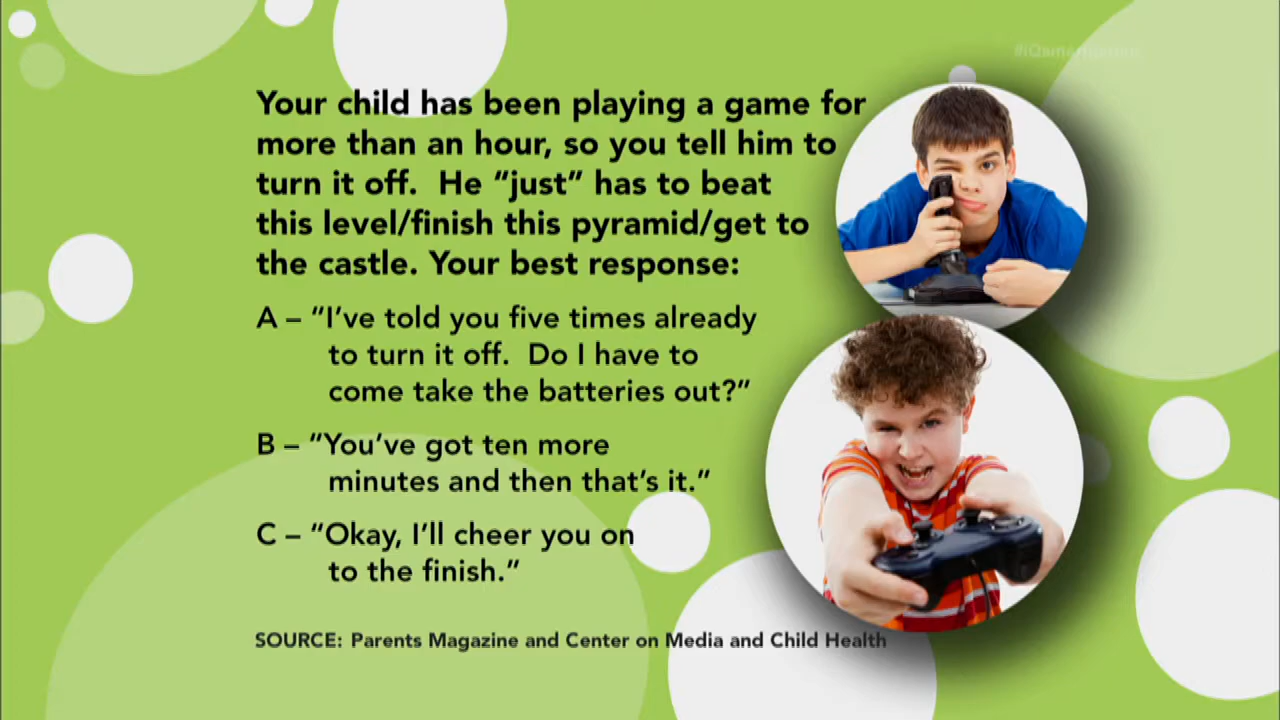 Your child has been playing a game for
more than an hour, so you tell him to
turn it off.  He “just” has to beat
this level/finish this pyramid/get to
the castle. Your best response:
A – “I’ve told you five times already
to turn it off.  Do I have to
come take the batteries out?”
B – “You’ve got ten more
minutes and then that’s it.”
C – “Okay, I’ll cheer you on
to the finish.”
SOURCE: Parents Magazine and Center on Media and Child Health